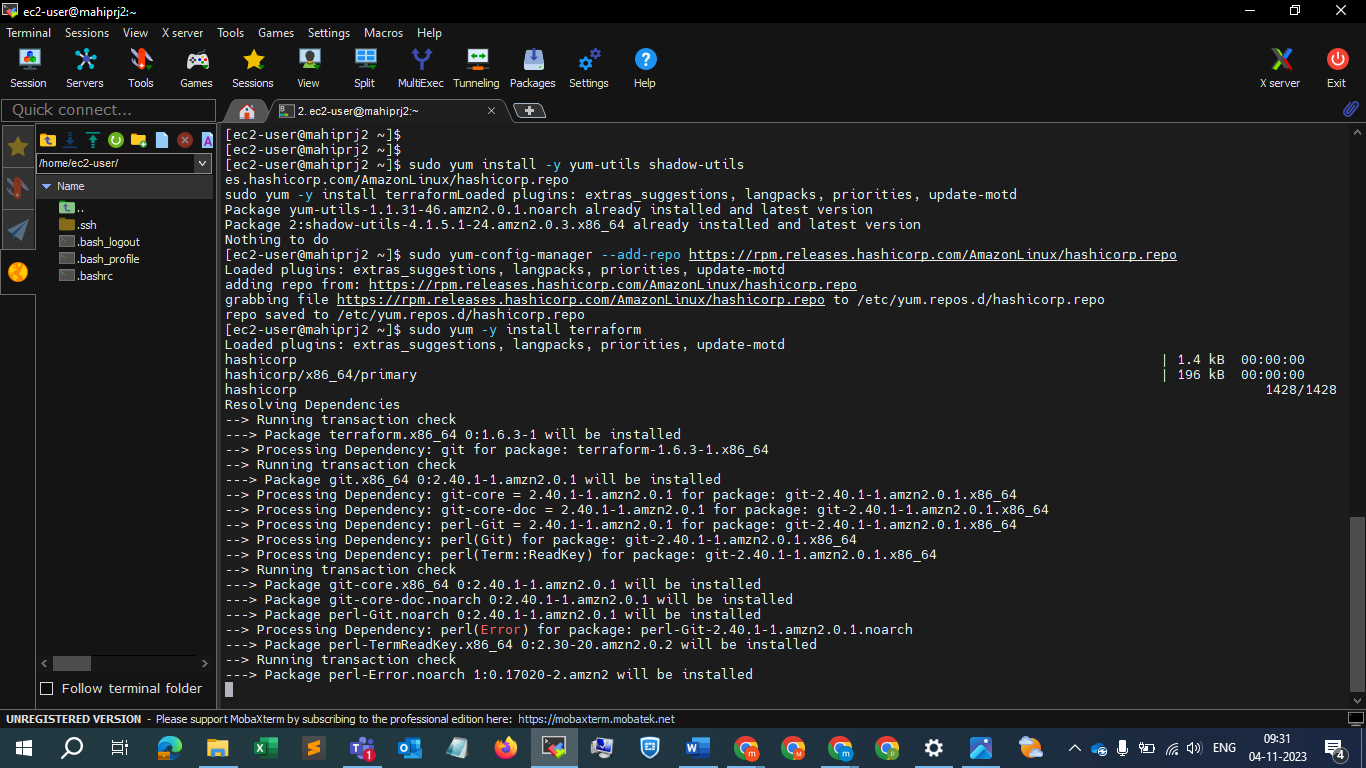 ec2-user@mahiprj2:~
Terminal Sessions View X server Tools Games Settings Macros Help
Session Servers Tools Games Sessions View Split MultiExec Tunneling Packages Settings Help X server Exit
Quick connect...
2. ec2-user@mahiprj2:~
/home/ec2-user/
Name
..
.ssh
.bash_logout
.bash_profile
.bashrc
Follow terminal folder
[ec2-user@mahiprj2 ~]$
[ec2-user@mahiprj2 ~]$
[ec2-user@mahiprj2 ~]$ sudo yum install -y yum-utils shadow-utils
es.hashicorp.com/AmazonLinux/hashicorp.repo
sudo yum -y install terraformLoaded plugins: extras_suggestions, langpacks, priorities, update-motd
Package yum-utils-1.1.31-46.amzn2.0.1.noarch already installed and latest version
Package 2:shadow-utils-4.1.5.1-24.amzn2.0.3.x86_64 already installed and latest version
Nothing to do
[ec2-user@mahiprj2 ~]$ sudo yum-config-manager --add-repo https://rpm.releases.hashicorp.com/AmazonLinux/hashicorp.repo
Loaded plugins: extras_suggestions, langpacks, priorities, update-motd
adding repo from: https://rpm.releases.hashicorp.com/AmazonLinux/hashicorp.repo
grabbing file https://rpm.releases.hashicorp.com/AmazonLinux/hashicorp.repo to /etc/yum.repos.d/hashicorp.repo
repo saved to /etc/yum.repos.d/hashicorp.repo
[ec2-user@mahiprj2 ~]$ sudo yum -y install terraform
Loaded plugins: extras_suggestions, langpacks, priorities, update-motd
hashicorp | 1.4 kB 00:00:00
hashicorp/x86_64/primary | 196 kB 00:00:00
hashicorp 1428/1428
Resolving Dependencies
--> Running transaction check
---> Package terraform.x86_64 0:1.6.3-1 will be installed
--> Processing Dependency: git for package: terraform-1.6.3-1.x86_64
--> Running transaction check
---> Package git.x86_64 0:2.40.1-1.amzn2.0.1 will be installed
--> Processing Dependency: git-core = 2.40.1-1.amzn2.0.1 for package: git-2.40.1-1.amzn2.0.1.x86_64
--> Processing Dependency: git-core-doc = 2.40.1-1.amzn2.0.1 for package: git-2.40.1-1.amzn2.0.1.x86_64
--> Processing Dependency: perl-Git = 2.40.1-1.amzn2.0.1 for package: git-2.40.1-1.amzn2.0.1.x86_64
--> Processing Dependency: perl(Git) for package: git-2.40.1-1.amzn2.0.1.x86_64
--> Processing Dependency: perl(Term::ReadKey) for package: git-2.40.1-1.amzn2.0.1.x86_64
--> Running transaction check
---> Package git-core.x86_64 0:2.40.1-1.amzn2.0.1 will be installed
---> Package git-core-doc.noarch 0:2.40.1-1.amzn2.0.1 will be installed
---> Package perl-Git.noarch 0:2.40.1-1.amzn2.0.1 will be installed
--> Processing Dependency: perl(Error) for package: perl-Git-2.40.1-1.amzn2.0.1.noarch
---> Package perl-TermReadKey.x86_64 0:2.30-20.amzn2.0.2 will be installed
--> Running transaction check
---> Package perl-Error.noarch 1:0.17020-2.amzn2 will be installed
UNREGISTERED VERSION - Please support MobaXterm by subscribing to the professional edition here: https://mobaxterm.mobatek.net
ENG
09:31
04-11-2023
4